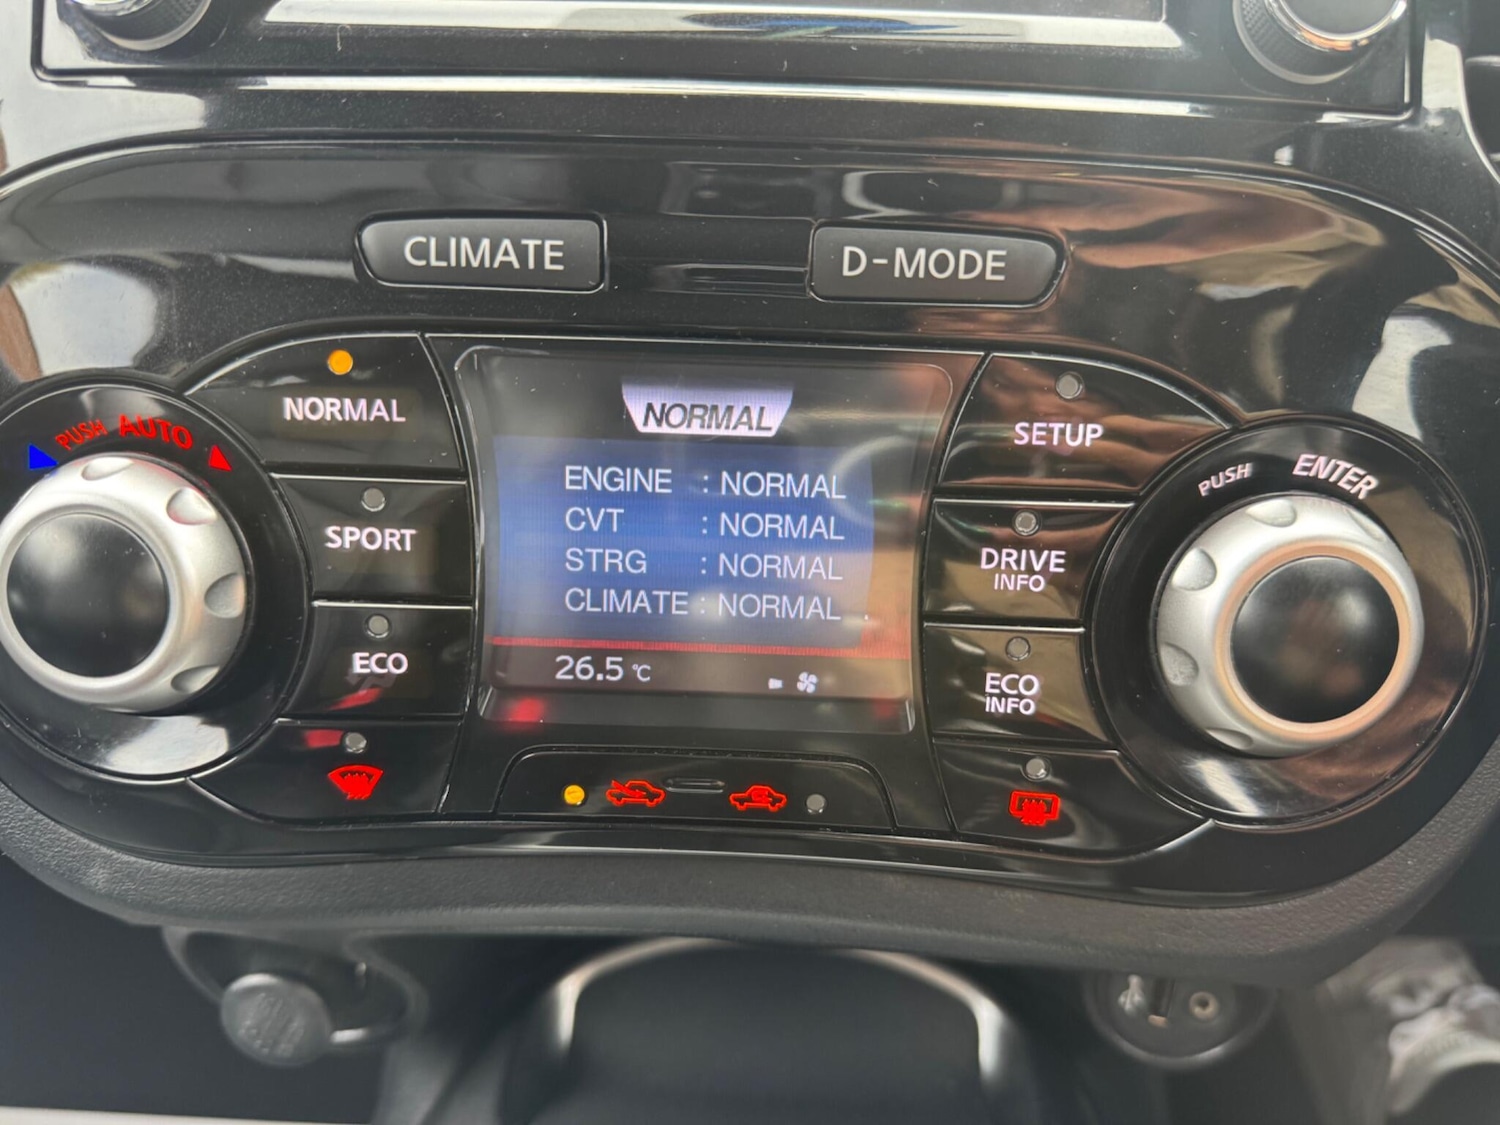 CLIMATE
D-MODE
NORMAL
SETUP
PUSH AUTO
PUSH ENTER
SPORT
DRIVE
INFO
ECO
ECO
INFO
NORMAL
ENGINE : NORMAL
CVT : NORMAL
STRG : NORMAL
CLIMATE : NORMAL
26.5 °C